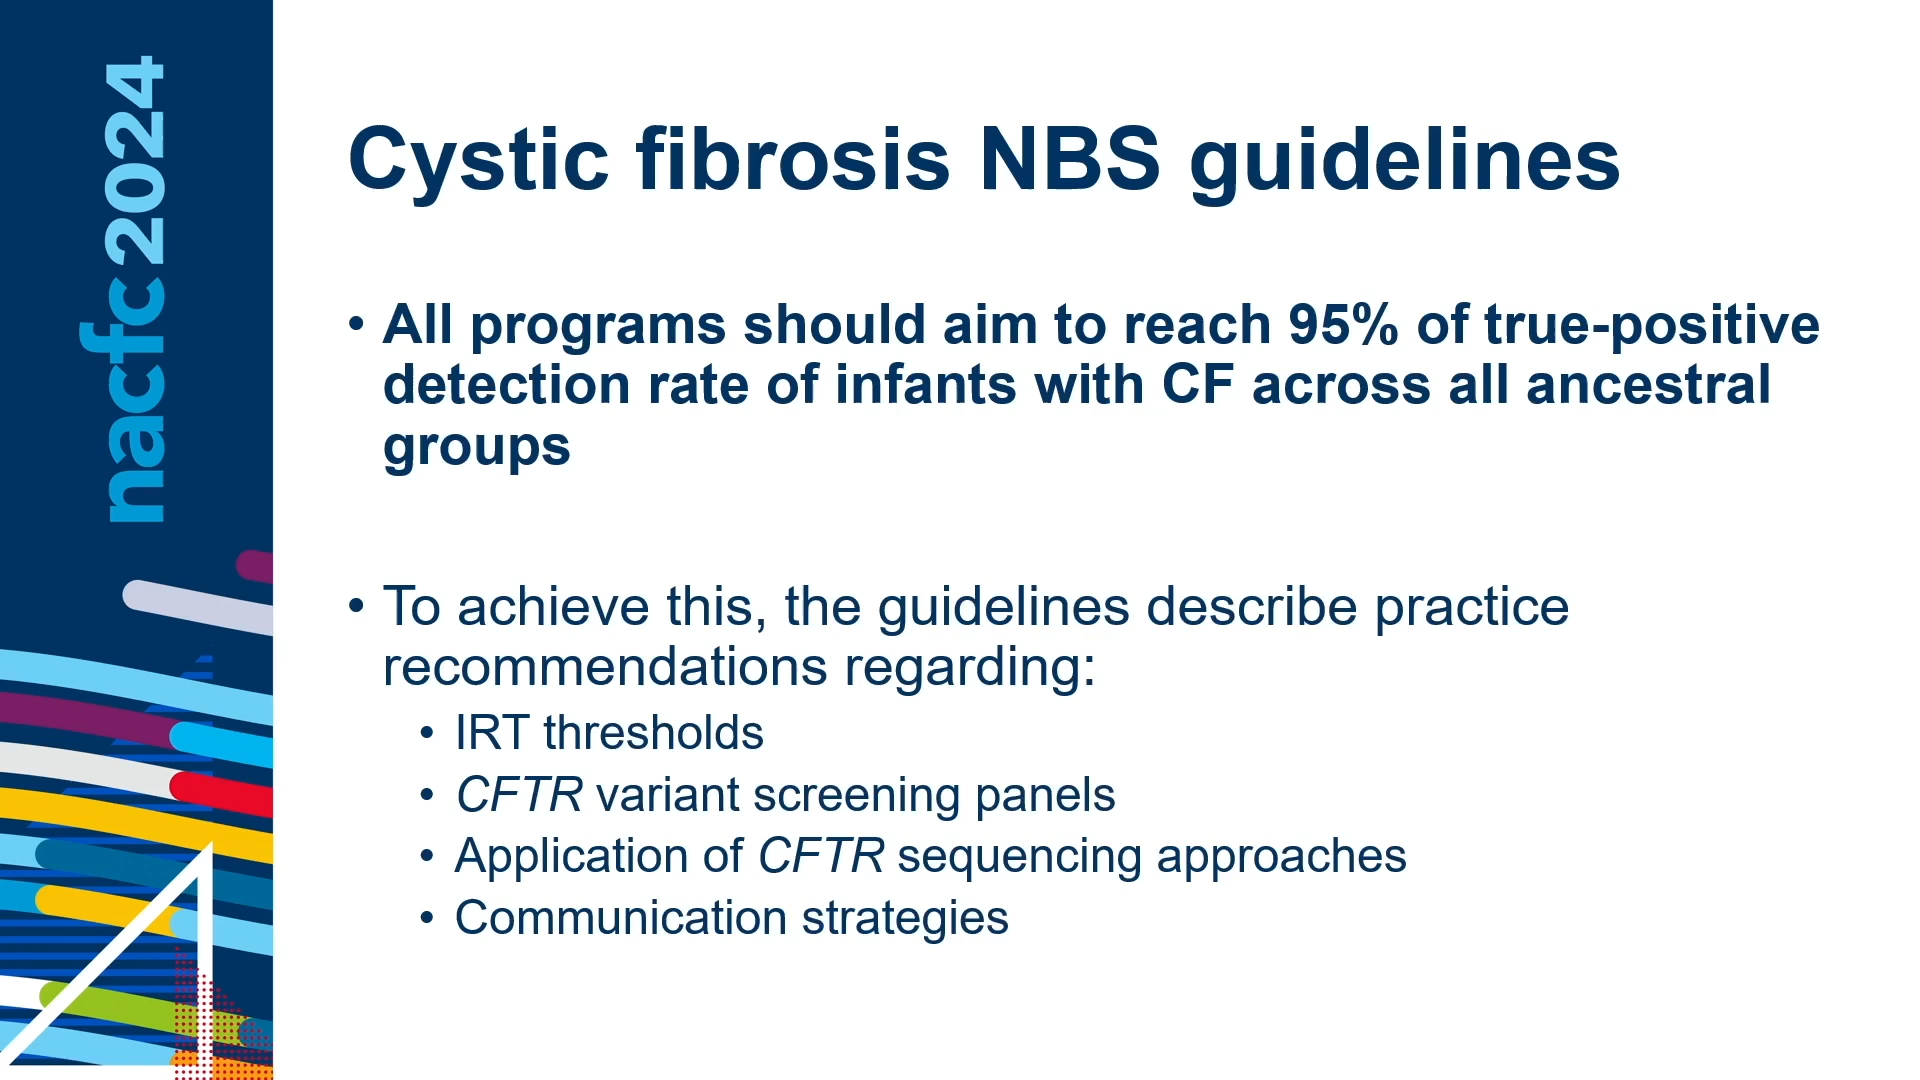 nacfc2024
Cystic fibrosis NBS guidelines
• All programs should aim to reach 95% of true-positive
detection rate of infants with CF across all ancestral
groups
• To achieve this, the guidelines describe practice
recommendations regarding:
• IRT thresholds
• CFTR variant screening panels
• Application of CFTR sequencing approaches
• Communication strategies